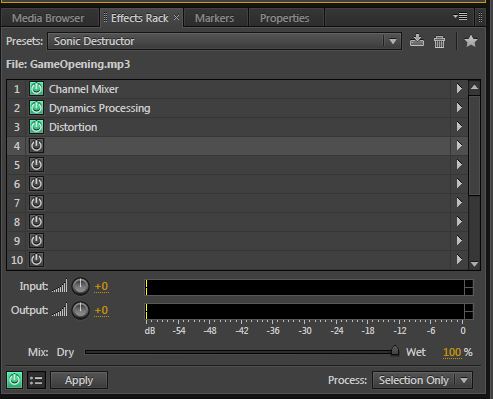 Media Browser Effects Rack × Markers Properties
Presets: Sonic Destructor
File: GameOpening.mp3
1 Channel Mixer
2 Dynamics Processing
3 Distortion
4
5
6
7
8
9
10
Input: +0
Output: +0
dB -54 -48 -42 -36 -30 -24 -18 -12 -6 0
Mix: Dry Wet 100 %
Apply Process: Selection Only